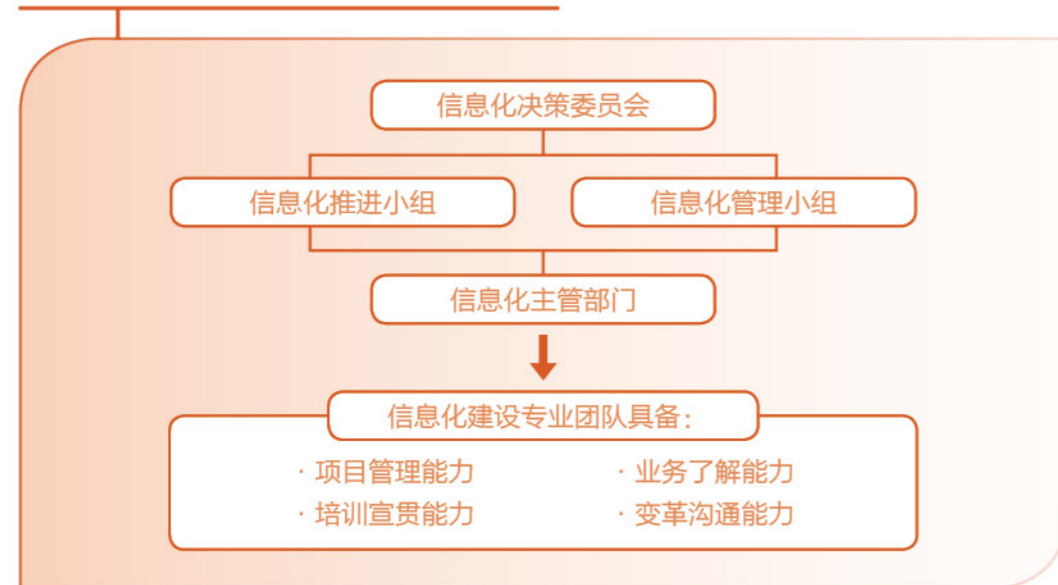 信息化决策委员会
信息化推进小组
信息化管理小组
信息化主管部门
信息化建设专业团队具备：
· 项目管理能力
· 业务了解能力
· 培训宣贯能力
· 变革沟通能力